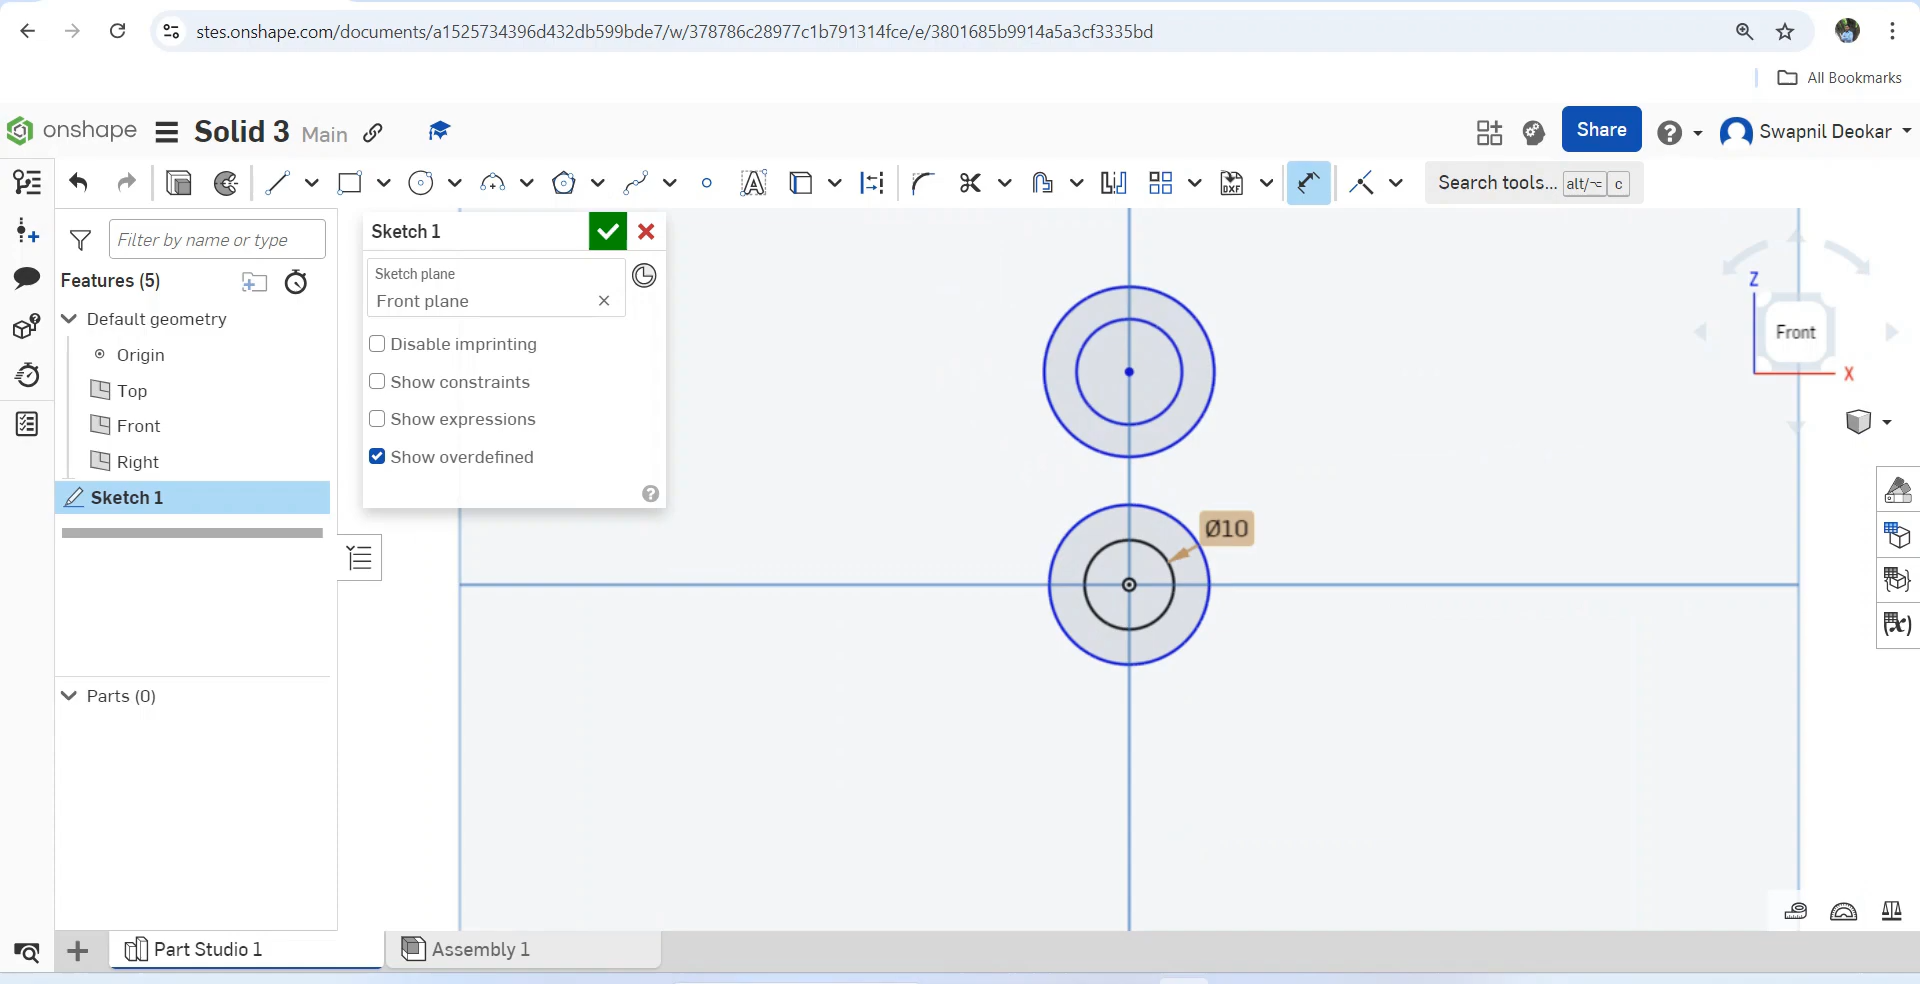 stes.onshape.com/documents/a1525734396d432db599bde7/w/378786c28977c1b791314fce/e/3801685b9914a5a3cf3335bd
All Bookmarks
onshape Solid 3 Main Share Swapnil Deokar
DXF Search tools... alt/⌥ c
Filter by name or type
Features (5)
Default geometry
Origin
Top
Front
Right
Sketch 1
Parts (0)
Sketch 1
Sketch plane
Front plane
Disable imprinting
Show constraints
Show expressions
Show overdefined
Ø10
Z
Front
X
(x)
Part Studio 1 Assembly 1